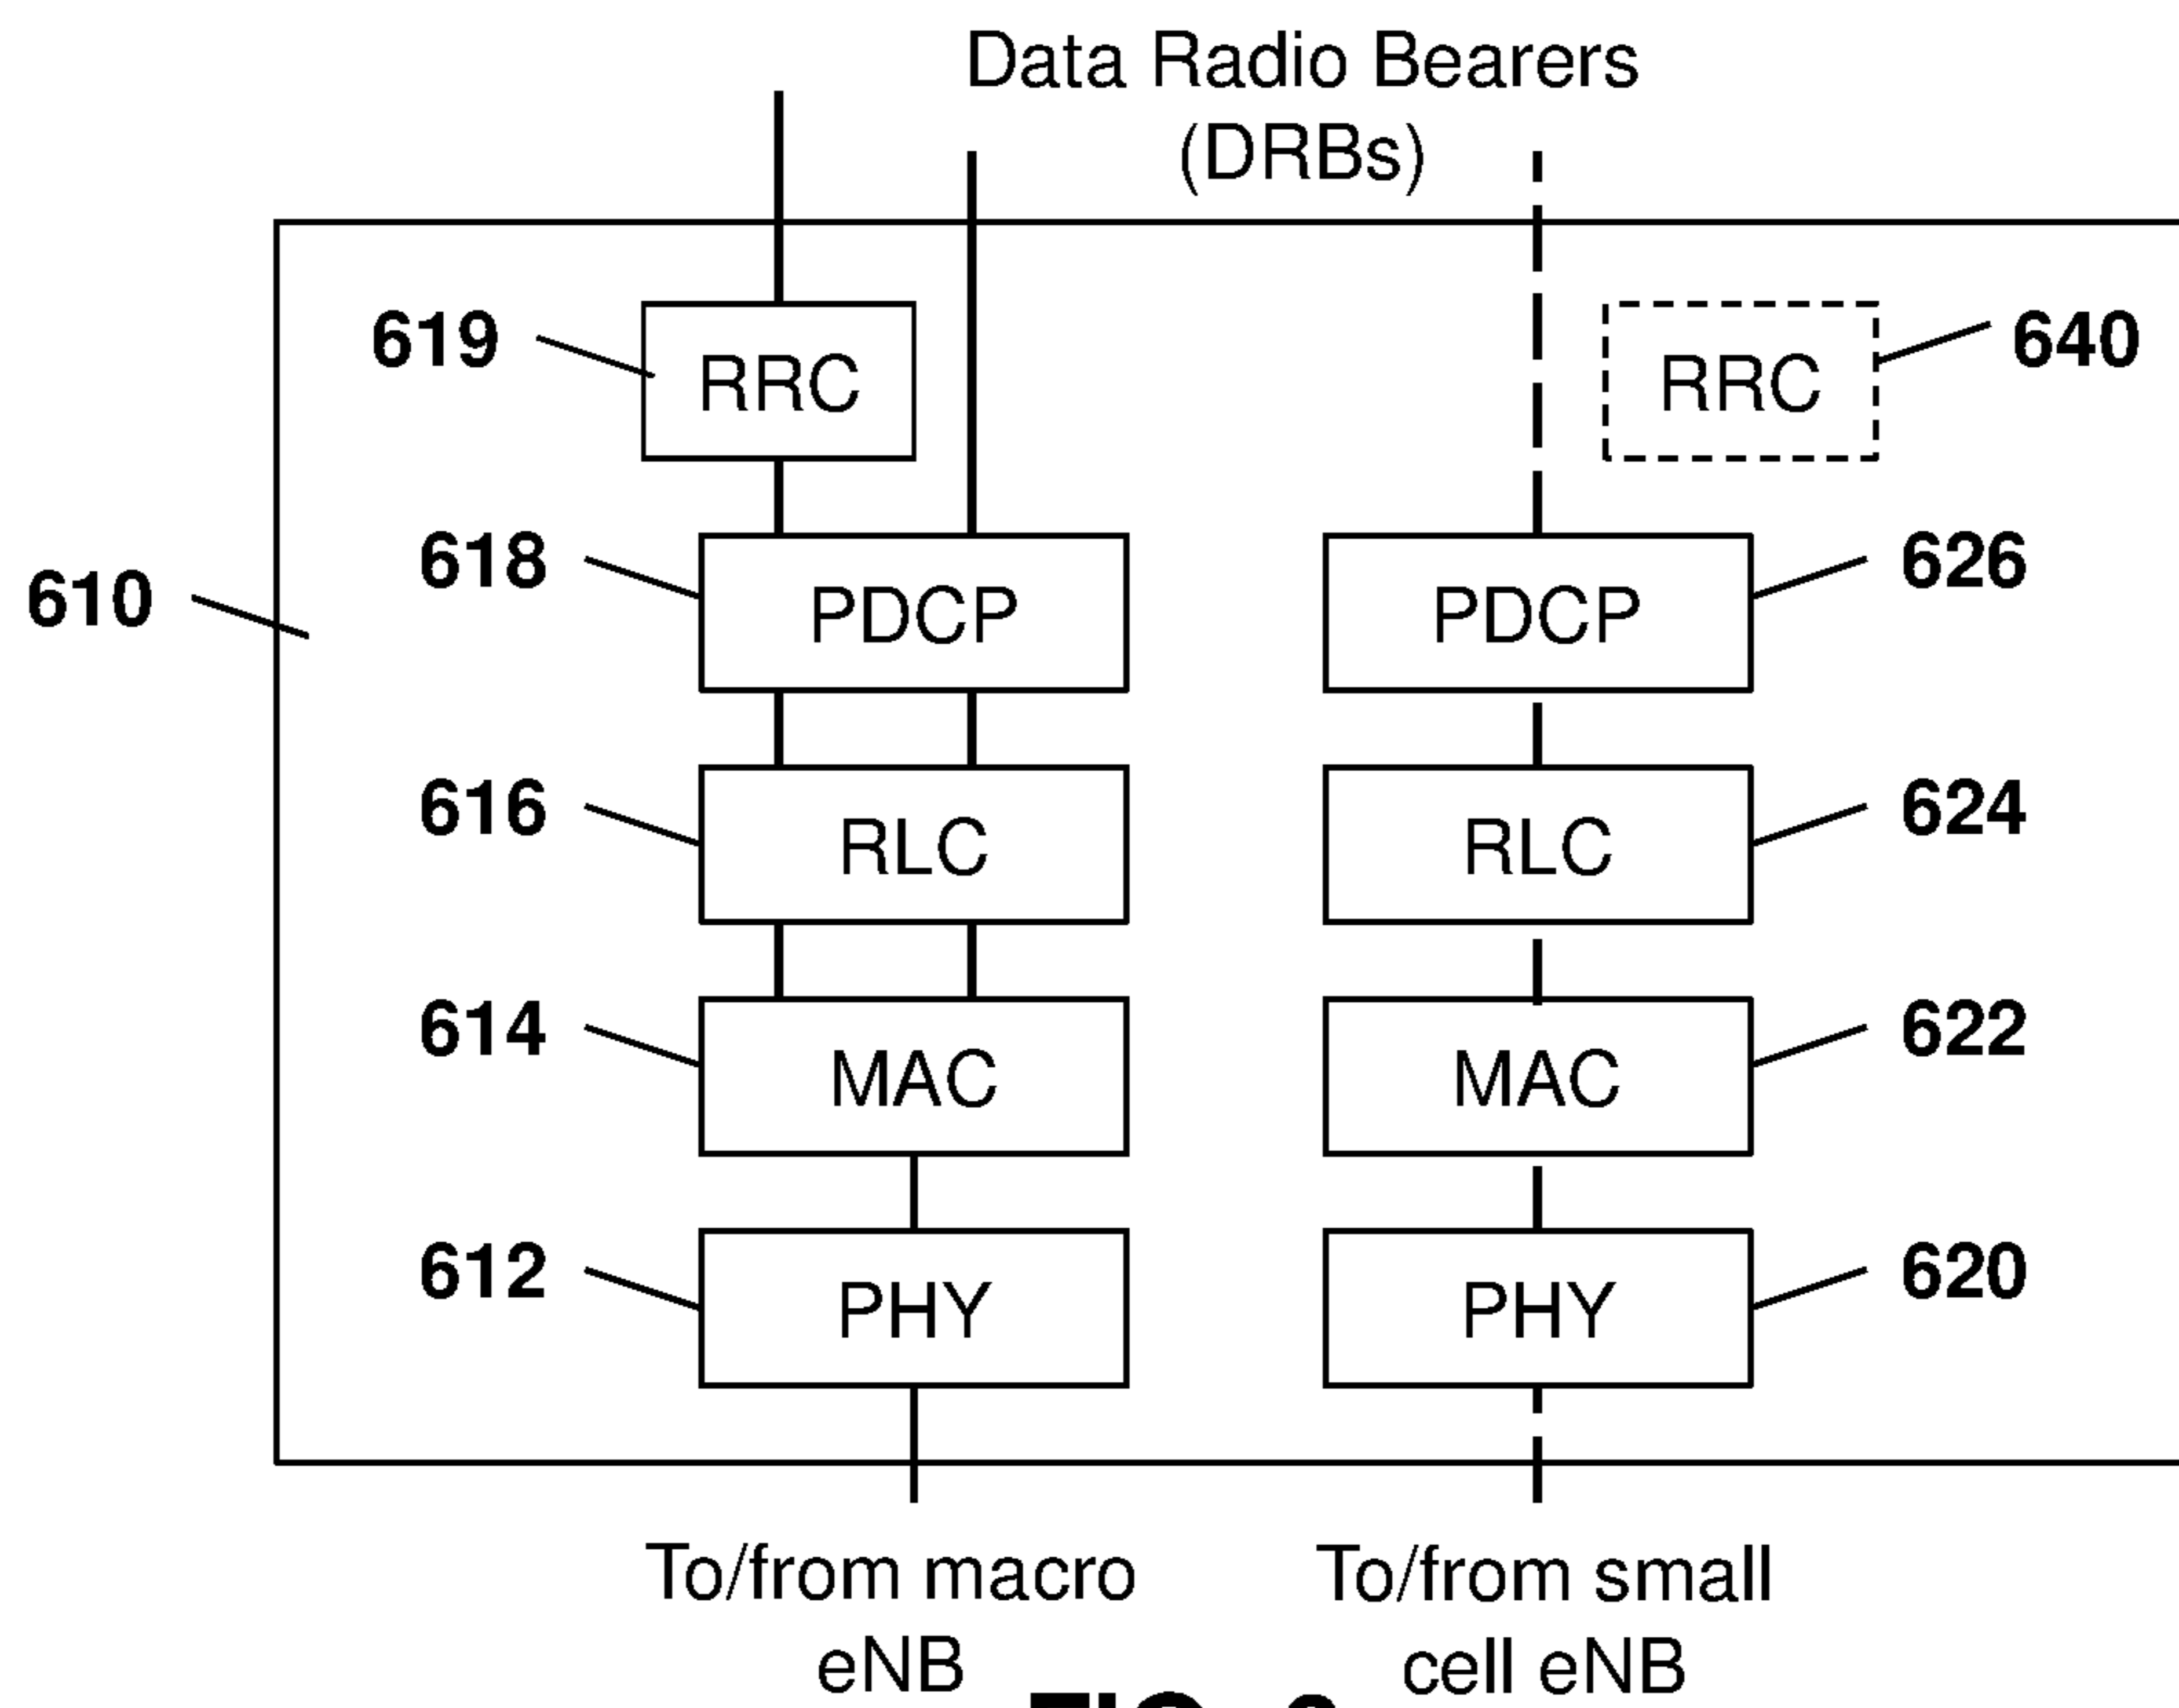 Data Radio Bearers
(DRBs)
619
RRC
RRC
640
618
PDCP
PDCP
626
610
616
RLC
RLC
624
614
MAC
MAC
622
612
PHY
PHY
620
To/from macro
eNB
To/from small
cell eNB